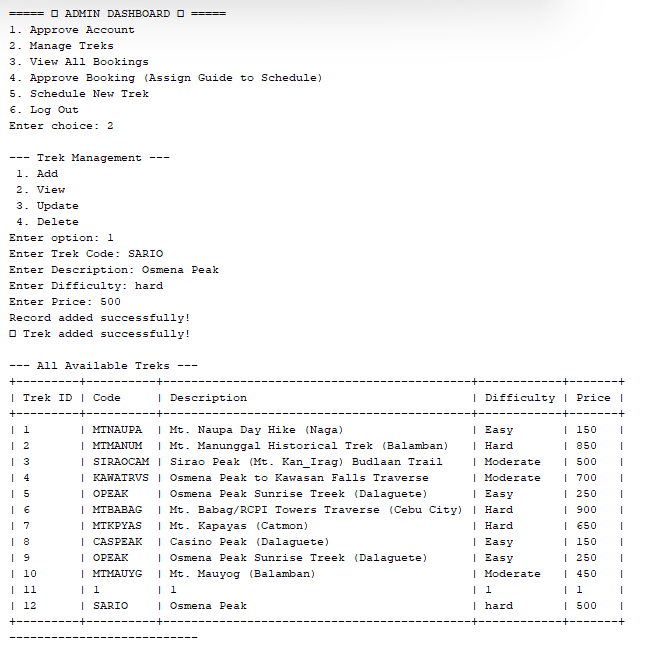 ===== □ ADMIN DASHBOARD □ =====
1. Approve Account
2. Manage Treks
3. View All Bookings
4. Approve Booking (Assign Guide to Schedule)
5. Schedule New Trek
6. Log Out
Enter choice: 2
--- Trek Management ---
1. Add
2. View
3. Update
4. Delete
Enter option: 1
Enter Trek Code: SARIO
Enter Description: Osmena Peak
Enter Difficulty: hard
Enter Price: 500
Record added successfully!
□ Trek added successfully!
--- All Available Treks ---
+---------+----------+--------------------------------------------+------------+-------+
| Trek ID | Code | Description | Difficulty | Price |
+---------+----------+--------------------------------------------+------------+-------+
| 1 | MTNAUPA | Mt. Naupa Day Hike (Naga) | Easy | 150 |
| 2 | MTMANUM | Mt. Manunggal Historical Trek (Balamban) | Hard | 850 |
| 3 | SIRAOCAM | Sirao Peak (Mt. Kan_Irag) Budlaan Trail | Moderate | 500 |
| 4 | KAWATRVS | Osmena Peak to Kawasan Falls Traverse | Moderate | 700 |
| 5 | OPEAK | Osmena Peak Sunrise Treek (Dalaguete) | Easy | 250 |
| 6 | MTBABAG | Mt. Babag/RCPI Towers Traverse (Cebu City) | Hard | 900 |
| 7 | MTKPYAS | Mt. Kapayas (Catmon) | Hard | 650 |
| 8 | CASPEAK | Casino Peak (Dalaguete) | Easy | 150 |
| 9 | OPEAK | Osmena Peak Sunrise Treek (Dalaguete) | Easy | 250 |
| 10 | MTMAUYG | Mt. Mauyog (Balamban) | Moderate | 450 |
| 11 | 1 | 1 | 1 | 1 |
| 12 | SARIO | Osmena Peak | hard | 500 |
+---------+----------+--------------------------------------------+------------+-------+
---------------------------